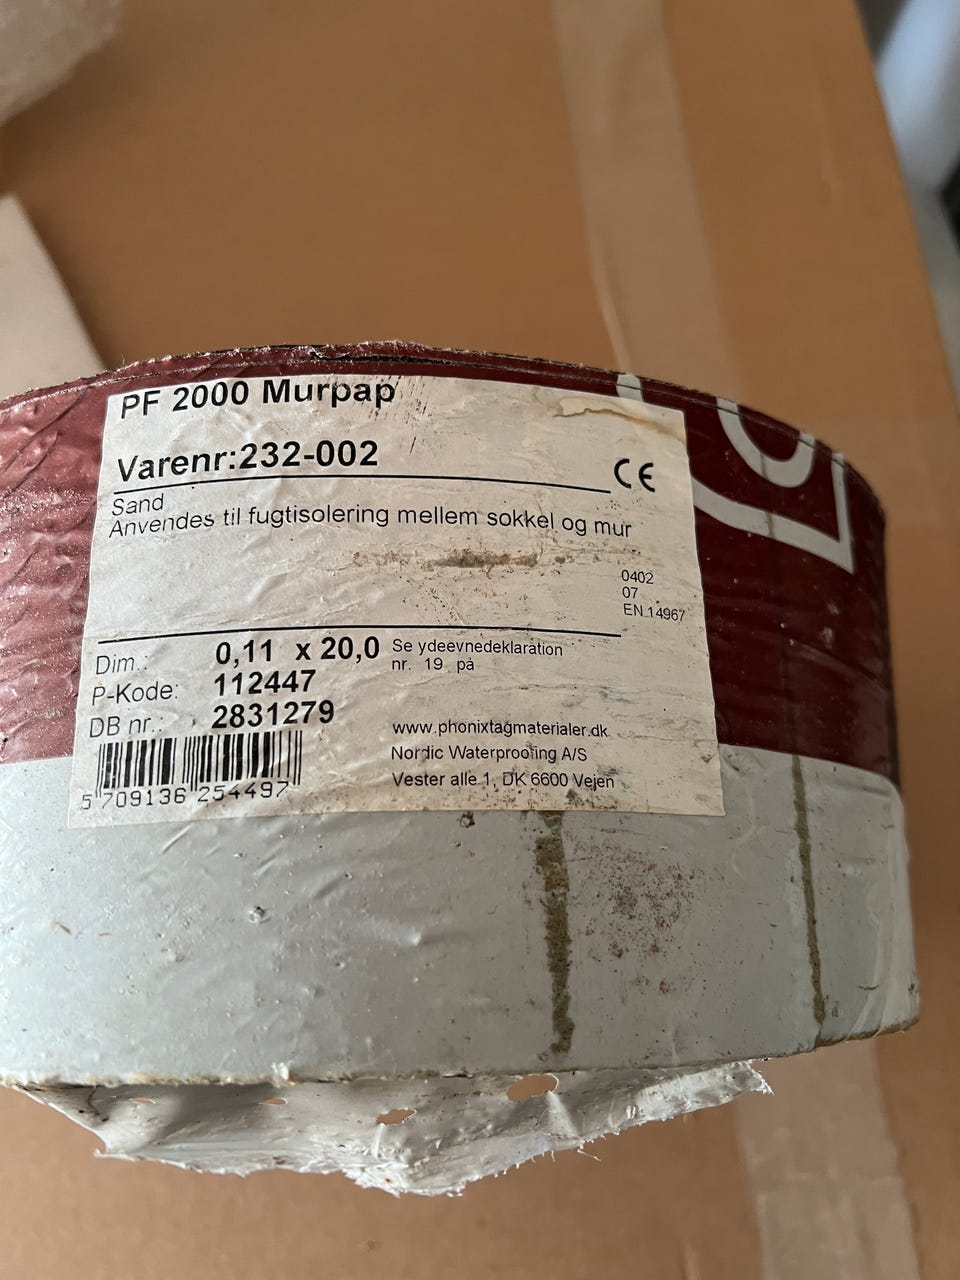 PF 2000 Murpap
Varenr:232-002
CE
Sand
Anvendes til fugtisolering mellem sokkel og mur
0402
07
EN 14967
Dim.: 0,11 x 20,0
P-Kode: 112447
DB nr.: 2831279
Se ydeevnedeklaration
nr. 19 på
www.phonixtagmaterialer.dk
Nordic Waterproofing A/S
Vester alle 1, DK 6600 Vejen
5 709136 254497